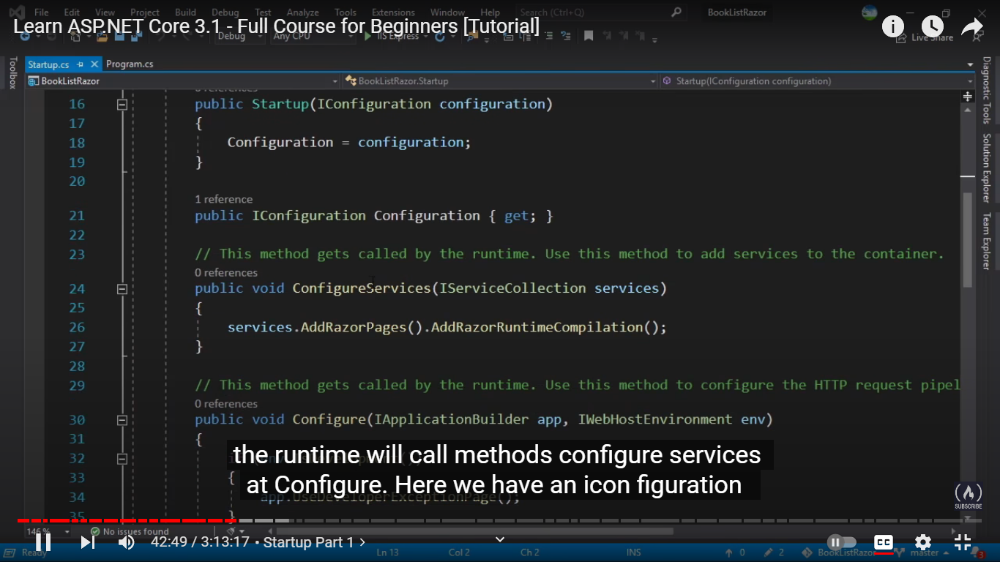 File Edit View Project Build Debug Test Analyze Tools Extensions Window Help Search (Ctrl+Q) BookListRazor
Learn ASP.NET Core 3.1 - Full Course for Beginners [Tutorial]
Debug Any CPU IIS Express Live Share
Startup.cs Program.cs
BookListRazor BookListRazor.Startup Startup(IConfiguration configuration)
Toolbox
Diagnostic Tools
Solution Explorer
Team Explorer
16 public Startup(IConfiguration configuration)
17 {
18 Configuration = configuration;
19 }
20
1 reference
21 public IConfiguration Configuration { get; }
22
23 // This method gets called by the runtime. Use this method to add services to the container.
0 references
24 public void ConfigureServices(IServiceCollection services)
25 {
26 services.AddRazorPages().AddRazorRuntimeCompilation();
27 }
28
29 // This method gets called by the runtime. Use this method to configure the HTTP request pipel
0 references
30 public void Configure(IApplicationBuilder app, IWebHostEnvironment env)
31 {
32
the runtime will call methods configure services
33 {
at Configure. Here we have an icon figuration
34 app.UseDeveloperExceptionPage();
35 }
SUBSCRIBE
146 % No issues found
42:49 / 3:13:17 • Startup Part 1 ›
CC
Ready Ln 13 Col 2 Ch 2 INS 0 2 BookListRazor master 3